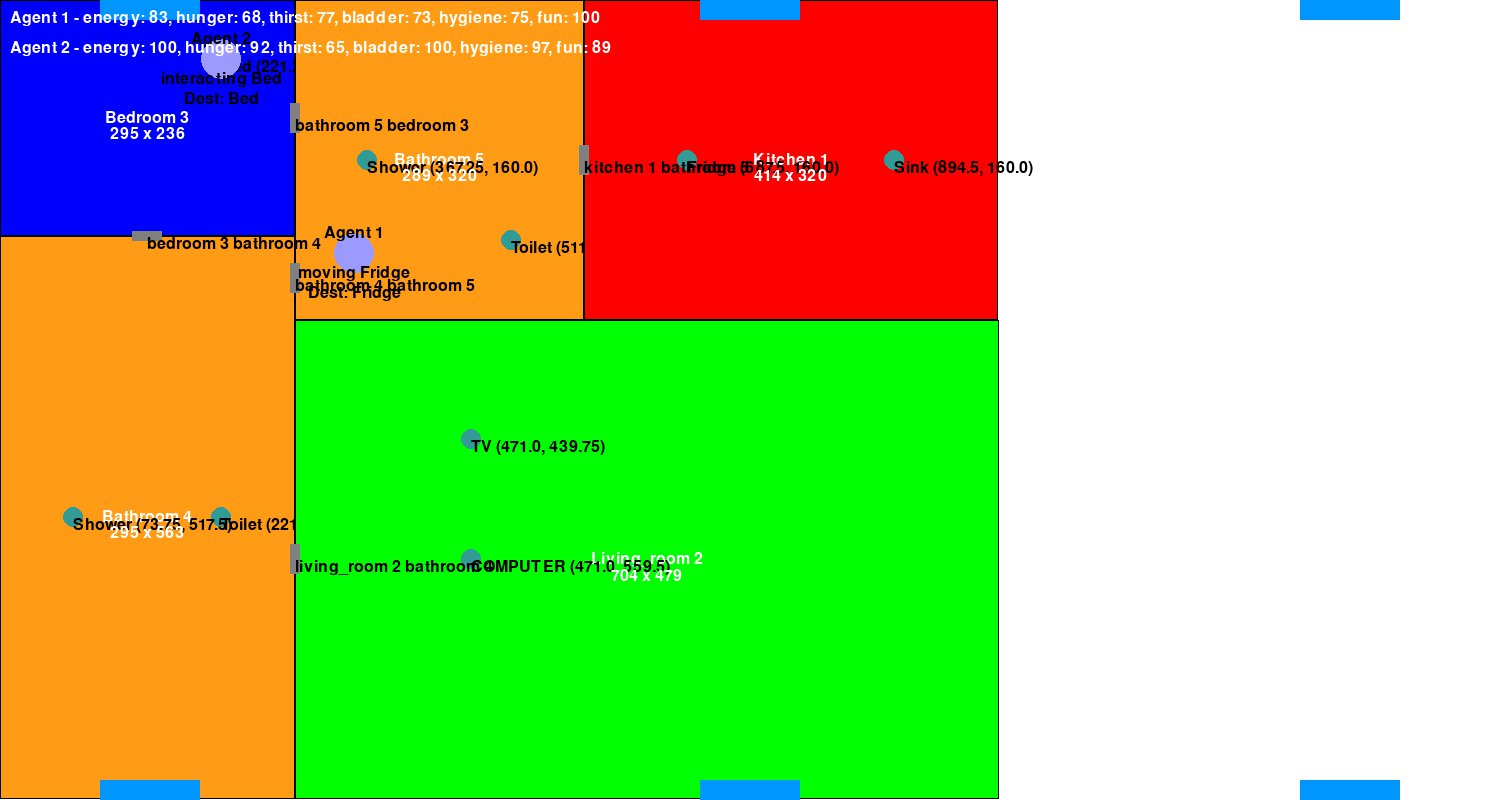 Agent 1 - energy: 83, hunger: 68, thirst: 77, bladder: 73, hygiene: 75, fun: 100
Agent 2
Agent 2 - energy: 100, hunger: 92, thirst: 65, bladder: 100, hygiene: 97, fun: 89
(221.
interacting Bed
Dest: Bed
Bedroom 3
295 x 236
bathroom 5 bedroom 3
Bathroom 5
289 x 320
Shower (367.25, 160.0)
kitchen 1 bathroom 5
Fridge (687.5, 160.0)
Kitchen 1
414 x 320
Sink (894.5, 160.0)
Agent 1
bedroom 3 bathroom 4
Toilet (511
moving Fridge
bathroom 4 bathroom 5
Dest: Fridge
TV (471.0, 439.75)
Bathroom 4
295 x 563
Shower (73.75, 517.5)
Toilet (221
living_room 2 bathroom 4
COMPUTER (471.0, 559.5)
Living_room 2
704 x 479